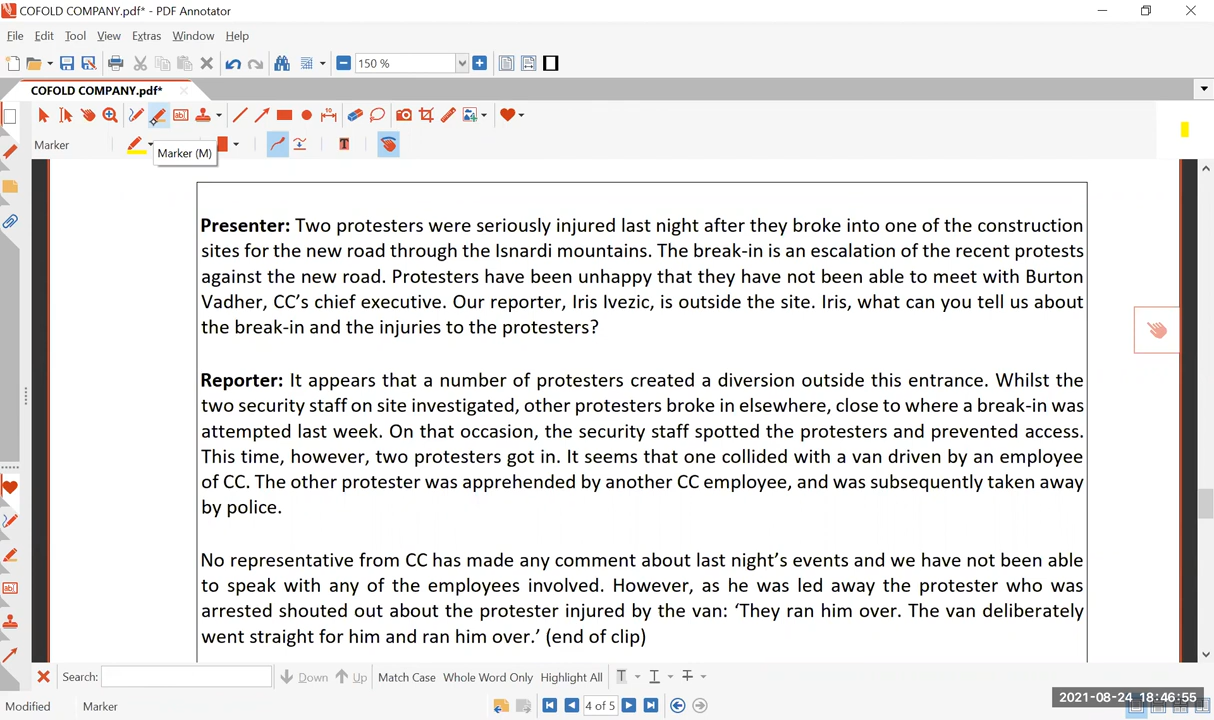 COFOLD COMPANY.pdf* - PDF Annotator
File Edit Tool View Extras Window Help
150 %
COFOLD COMPANY.pdf*
Marker
Marker (M)
Presenter: Two protesters were seriously injured last night after they broke into one of the construction
sites for the new road through the Isnardi mountains. The break-in is an escalation of the recent protests
against the new road. Protesters have been unhappy that they have not been able to meet with Burton
Vadher, CC’s chief executive. Our reporter, Iris Ivezic, is outside the site. Iris, what can you tell us about
the break-in and the injuries to the protesters?
Reporter: It appears that a number of protesters created a diversion outside this entrance. Whilst the
two security staff on site investigated, other protesters broke in elsewhere, close to where a break-in was
attempted last week. On that occasion, the security staff spotted the protesters and prevented access.
This time, however, two protesters got in. It seems that one collided with a van driven by an employee
of CC. The other protester was apprehended by another CC employee, and was subsequently taken away
by police.
No representative from CC has made any comment about last night’s events and we have not been able
to speak with any of the employees involved. However, as he was led away the protester who was
arrested shouted out about the protester injured by the van: ‘They ran him over. The van deliberately
went straight for him and ran him over.’ (end of clip)
Search: Down Up Match Case Whole Word Only Highlight All
Modified Marker 4 of 5 2021-08-24 18:46:55